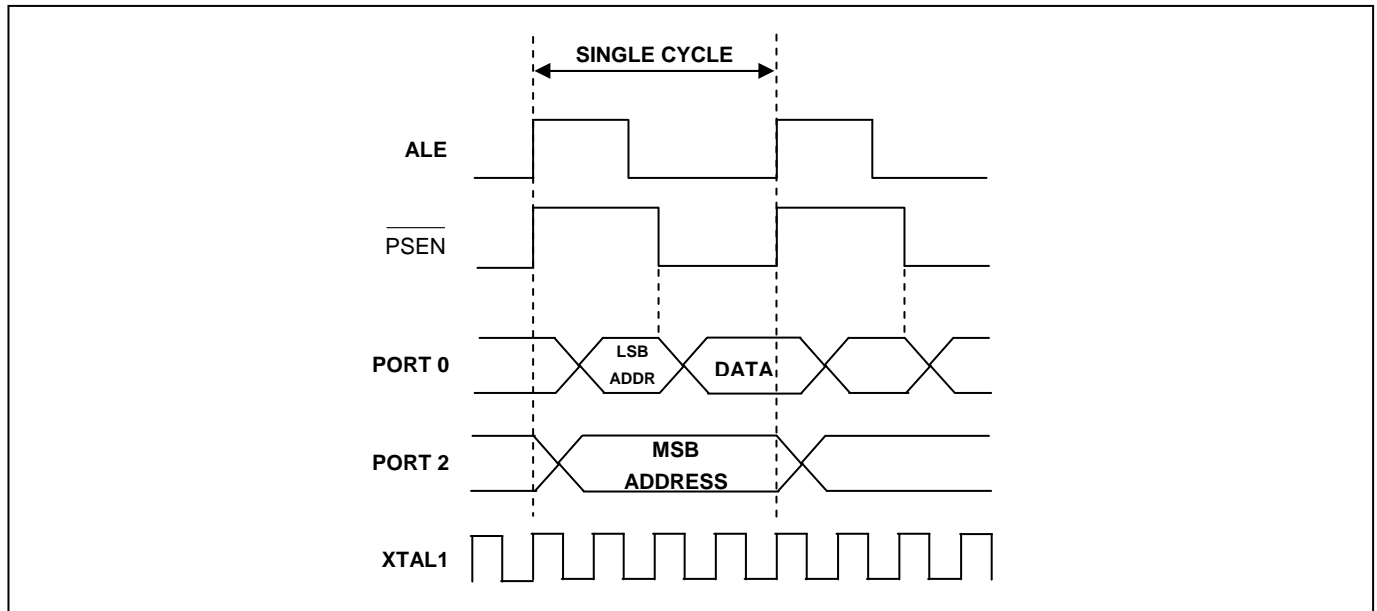 SINGLE CYCLE
ALE
PSEN
PORT 0
LSB
ADDR
DATA
PORT 2
MSB
ADDRESS
XTAL1